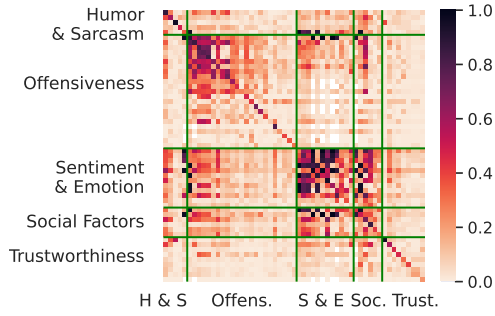 Humor
& Sarcasm
Offensiveness
Sentiment
& Emotion
Social Factors
Trustworthiness
H & S Offens. S & E Soc. Trust.
1.0
0.8
0.6
0.4
0.2
0.0